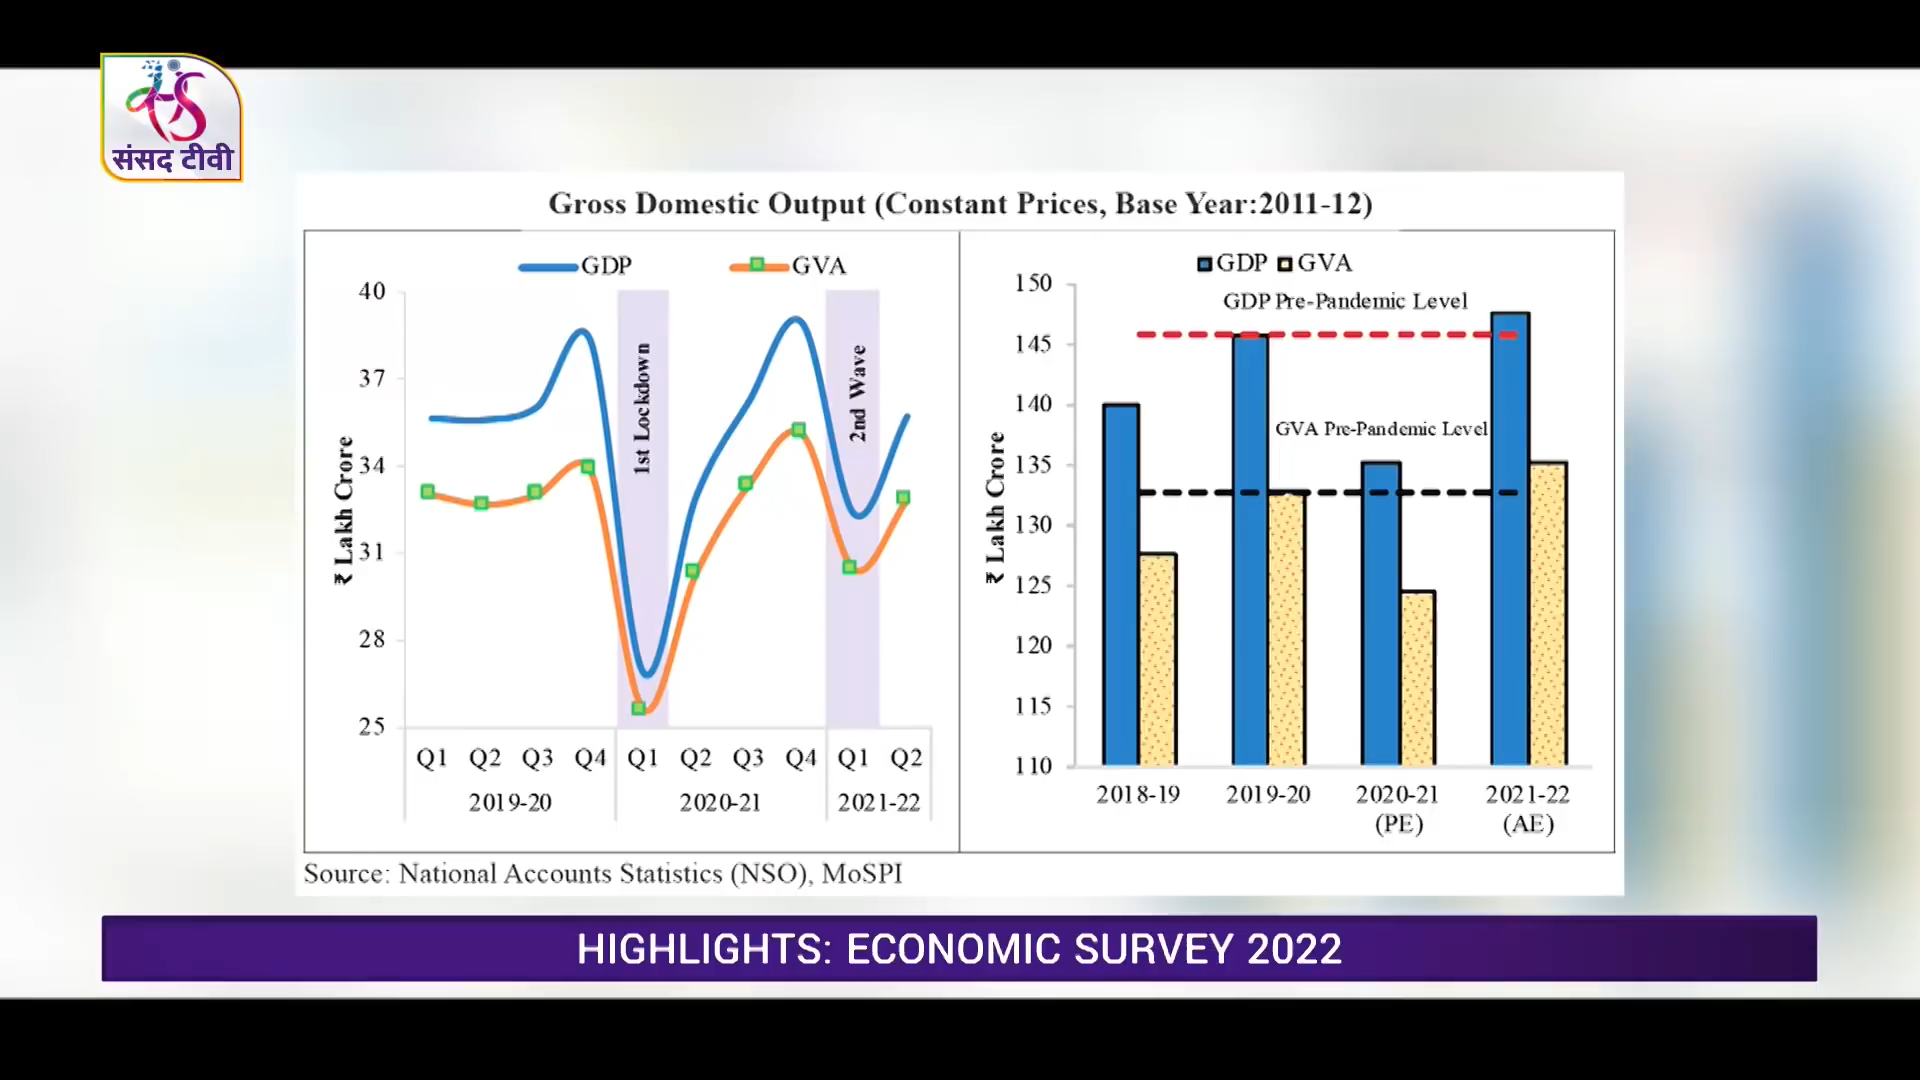 संसद टीवी
Gross Domestic Output (Constant Prices, Base Year:2011-12)
GDP GVA
40
37
34
31
28
25
₹ Lakh Crore
1st Lockdown
2nd Wave
Q1 Q2 Q3 Q4 Q1 Q2 Q3 Q4 Q1 Q2
2019-20 2020-21 2021-22
GDP GVA
GDP Pre-Pandemic Level
GVA Pre-Pandemic Level
150
145
140
135
130
125
120
115
110
₹ Lakh Crore
2018-19 2019-20 2020-21 2021-22
(PE) (AE)
Source: National Accounts Statistics (NSO), MoSPI
HIGHLIGHTS: ECONOMIC SURVEY 2022